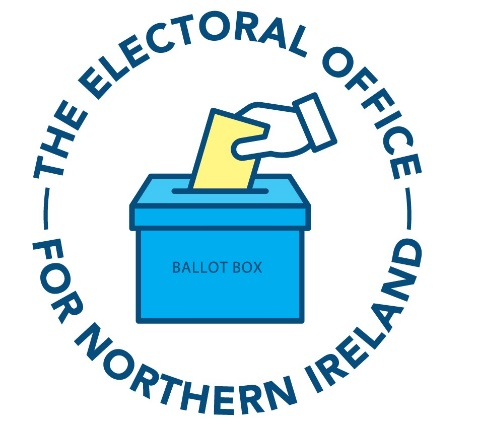 THE ELECTORAL OFFICE
BALLOT BOX
FOR NORTHERN IRELAND